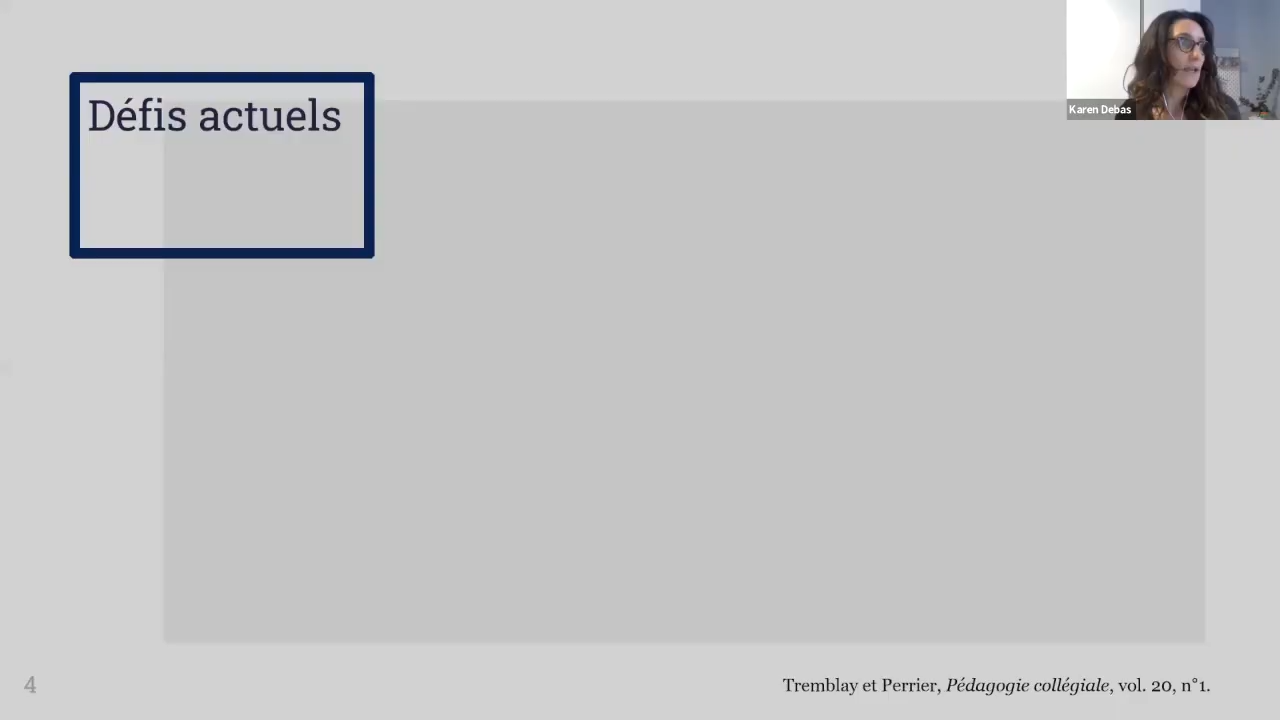 Karen Debas
Défis actuels
4
Tremblay et Perrier, Pédagogie collégiale, vol. 20, n°1.